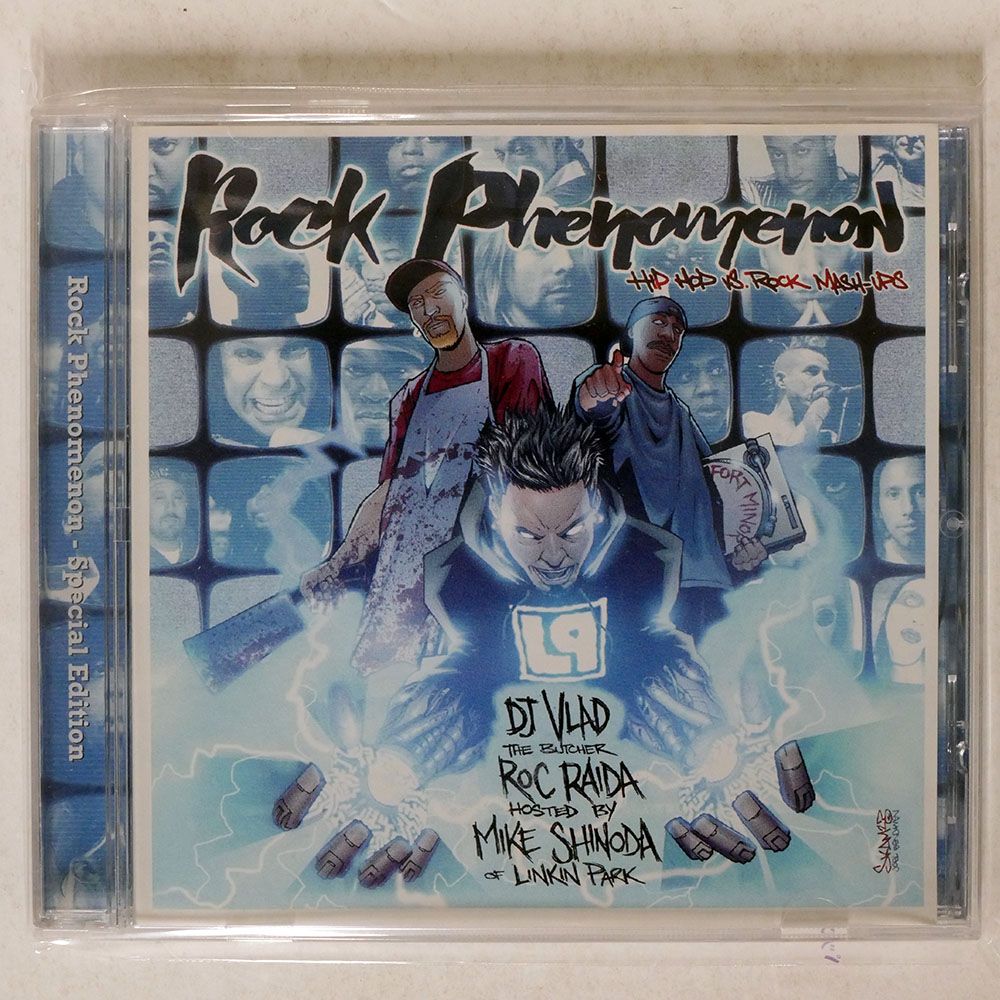 Rock Phenomenon
HIP HOP VS. ROCK MASH-UPS
FORT MINOR
LP
DJ VLAD
THE BUTCHER
ROC RAIDA
HOSTED BY
MIKE SHINODA
OF LINKIN PARK
Rock Phenomenon - Special Edition